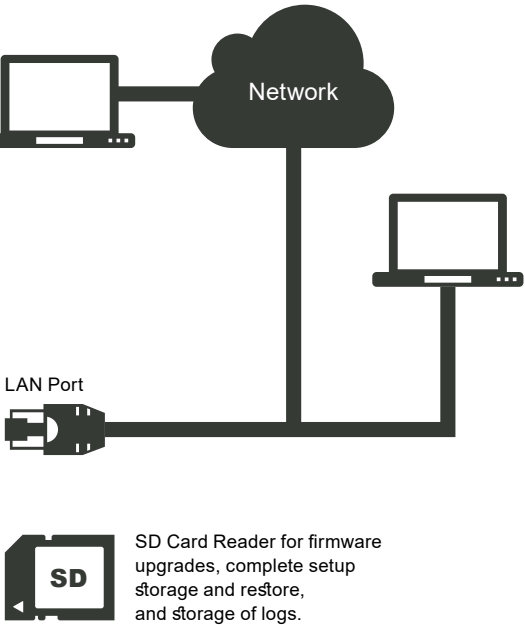 Network
LAN Port
SD
SD Card Reader for firmware
upgrades, complete setup
storage and restore,
and storage of logs.